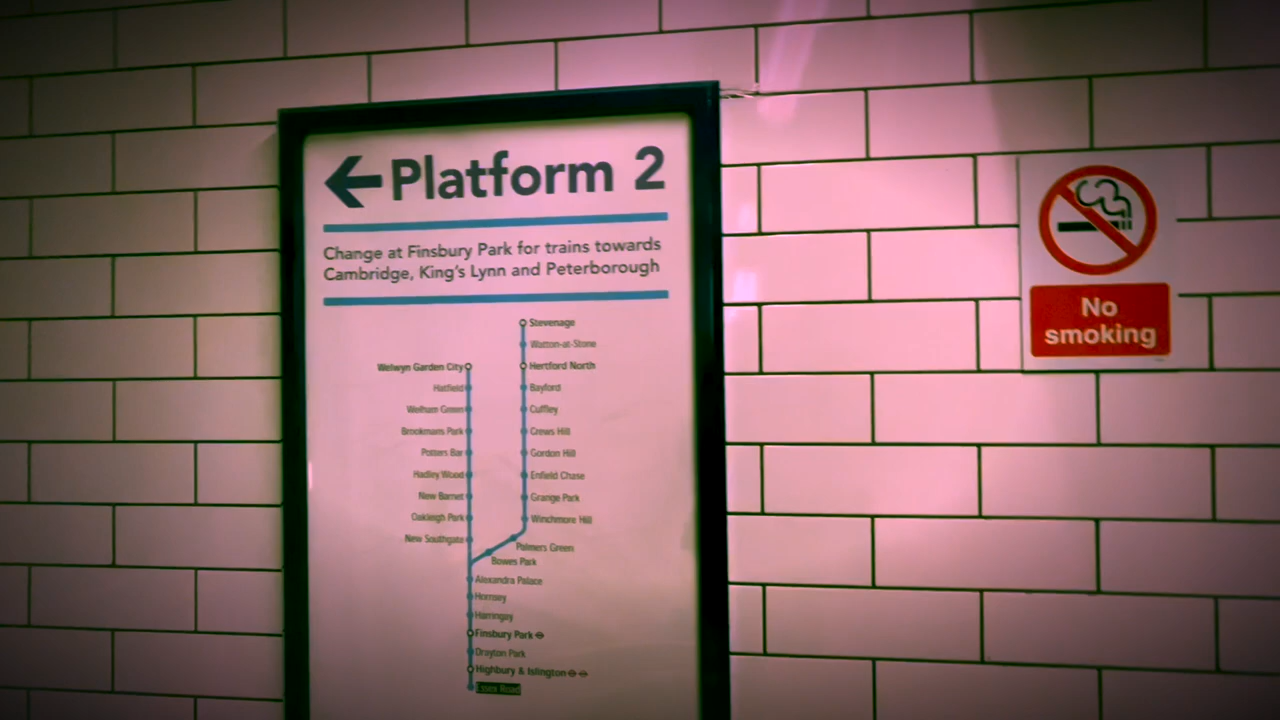 Platform 2
Change at Finsbury Park for trains towards
Cambridge, King's Lynn and Peterborough
Stevenage
Watton-at-Stone
Hertford North
Bayford
Cuffley
Crews Hill
Gordon Hill
Enfield Chase
Grange Park
Winchmore Hill
Palmers Green
Bowes Park
Welwyn Garden City
Hatfield
Welham Green
Brookmans Park
Potters Bar
Hadley Wood
New Barnet
Oakleigh Park
New Southgate
Alexandra Palace
Hornsey
Harringay
Finsbury Park
Drayton Park
Highbury & Islington
Essex Road
No
smoking